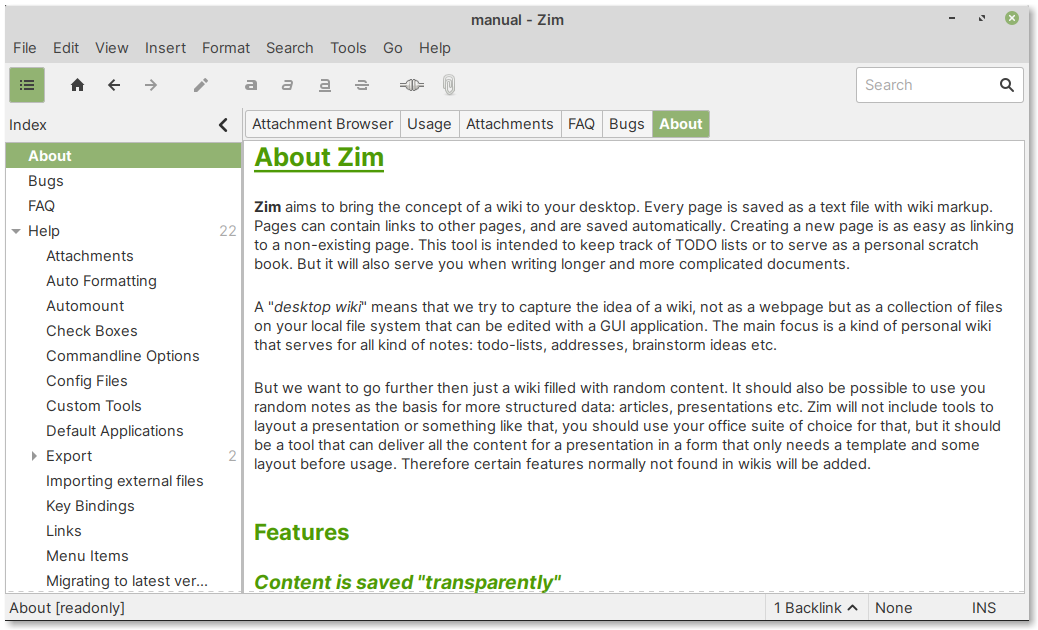 manual - Zim
File Edit View Insert Format Search Tools Go Help
a a a a Search
Index
Attachment Browser Usage Attachments FAQ Bugs About
About
Bugs
FAQ
Help 22
Attachments
Auto Formatting
Automount
Check Boxes
Commandline Options
Config Files
Custom Tools
Default Applications
Export 2
Importing external files
Key Bindings
Links
Menu Items
Migrating to latest ver...
About Zim
Zim aims to bring the concept of a wiki to your desktop. Every page is saved as a text file with wiki markup.
Pages can contain links to other pages, and are saved automatically. Creating a new page is as easy as linking
to a non-existing page. This tool is intended to keep track of TODO lists or to serve as a personal scratch
book. But it will also serve you when writing longer and more complicated documents.
A "desktop wiki" means that we try to capture the idea of a wiki, not as a webpage but as a collection of files
on your local file system that can be edited with a GUI application. The main focus is a kind of personal wiki
that serves for all kind of notes: todo-lists, addresses, brainstorm ideas etc.
But we want to go further then just a wiki filled with random content. It should also be possible to use you
random notes as the basis for more structured data: articles, presentations etc. Zim will not include tools to
layout a presentation or something like that, you should use your office suite of choice for that, but it should
be a tool that can deliver all the content for a presentation in a form that only needs a template and some
layout before usage. Therefore certain features normally not found in wikis will be added.
Features
Content is saved "transparently"
About [readonly] 1 Backlink None INS